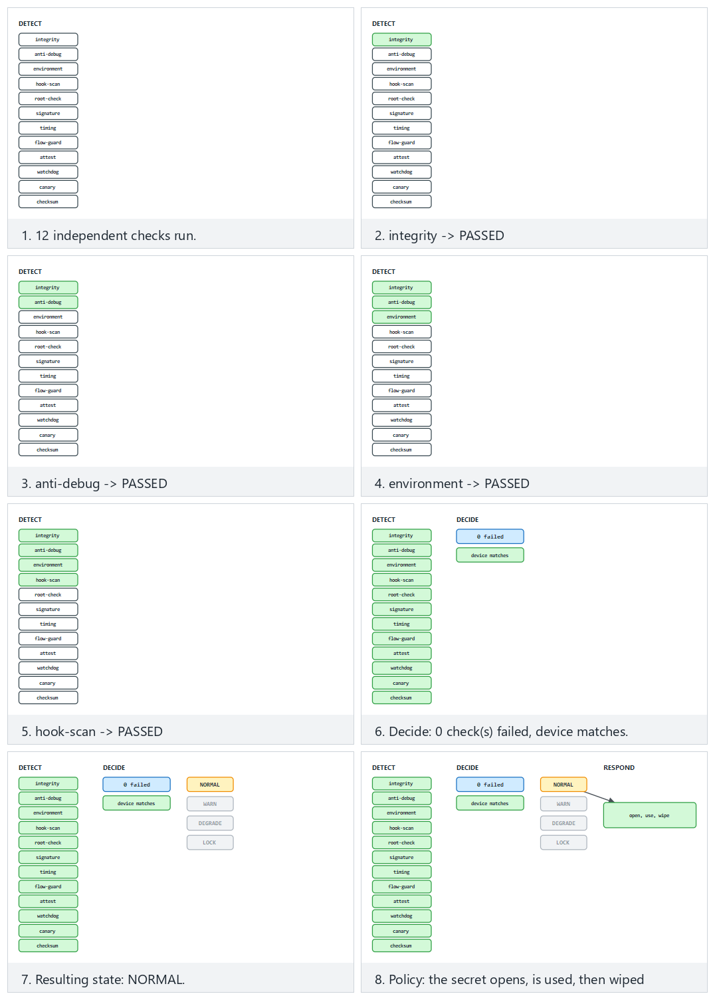 DETECT
integrity
anti-debug
environment
hook-scan
root-check
signature
timing
flow-guard
attest
watchdog
canary
checksum
1. 12 independent checks run.
DETECT
integrity
anti-debug
environment
hook-scan
root-check
signature
timing
flow-guard
attest
watchdog
canary
checksum
2. integrity -> PASSED
DETECT
integrity
anti-debug
environment
hook-scan
root-check
signature
timing
flow-guard
attest
watchdog
canary
checksum
3. anti-debug -> PASSED
DETECT
integrity
anti-debug
environment
hook-scan
root-check
signature
timing
flow-guard
attest
watchdog
canary
checksum
4. environment -> PASSED
DETECT
integrity
anti-debug
environment
hook-scan
root-check
signature
timing
flow-guard
attest
watchdog
canary
checksum
5. hook-scan -> PASSED
DETECT
integrity
anti-debug
environment
hook-scan
root-check
signature
timing
flow-guard
attest
watchdog
canary
checksum
DECIDE
0 failed
device matches
6. Decide: 0 check(s) failed, device matches.
DETECT
integrity
anti-debug
environment
hook-scan
root-check
signature
timing
flow-guard
attest
watchdog
canary
checksum
DECIDE
0 failed
device matches
NORMAL
WARN
DEGRADE
LOCK
7. Resulting state: NORMAL.
DETECT
integrity
anti-debug
environment
hook-scan
root-check
signature
timing
flow-guard
attest
watchdog
canary
checksum
DECIDE
0 failed
device matches
NORMAL
WARN
DEGRADE
LOCK
RESPOND
open, use, wipe
8. Policy: the secret opens, is used, then wiped